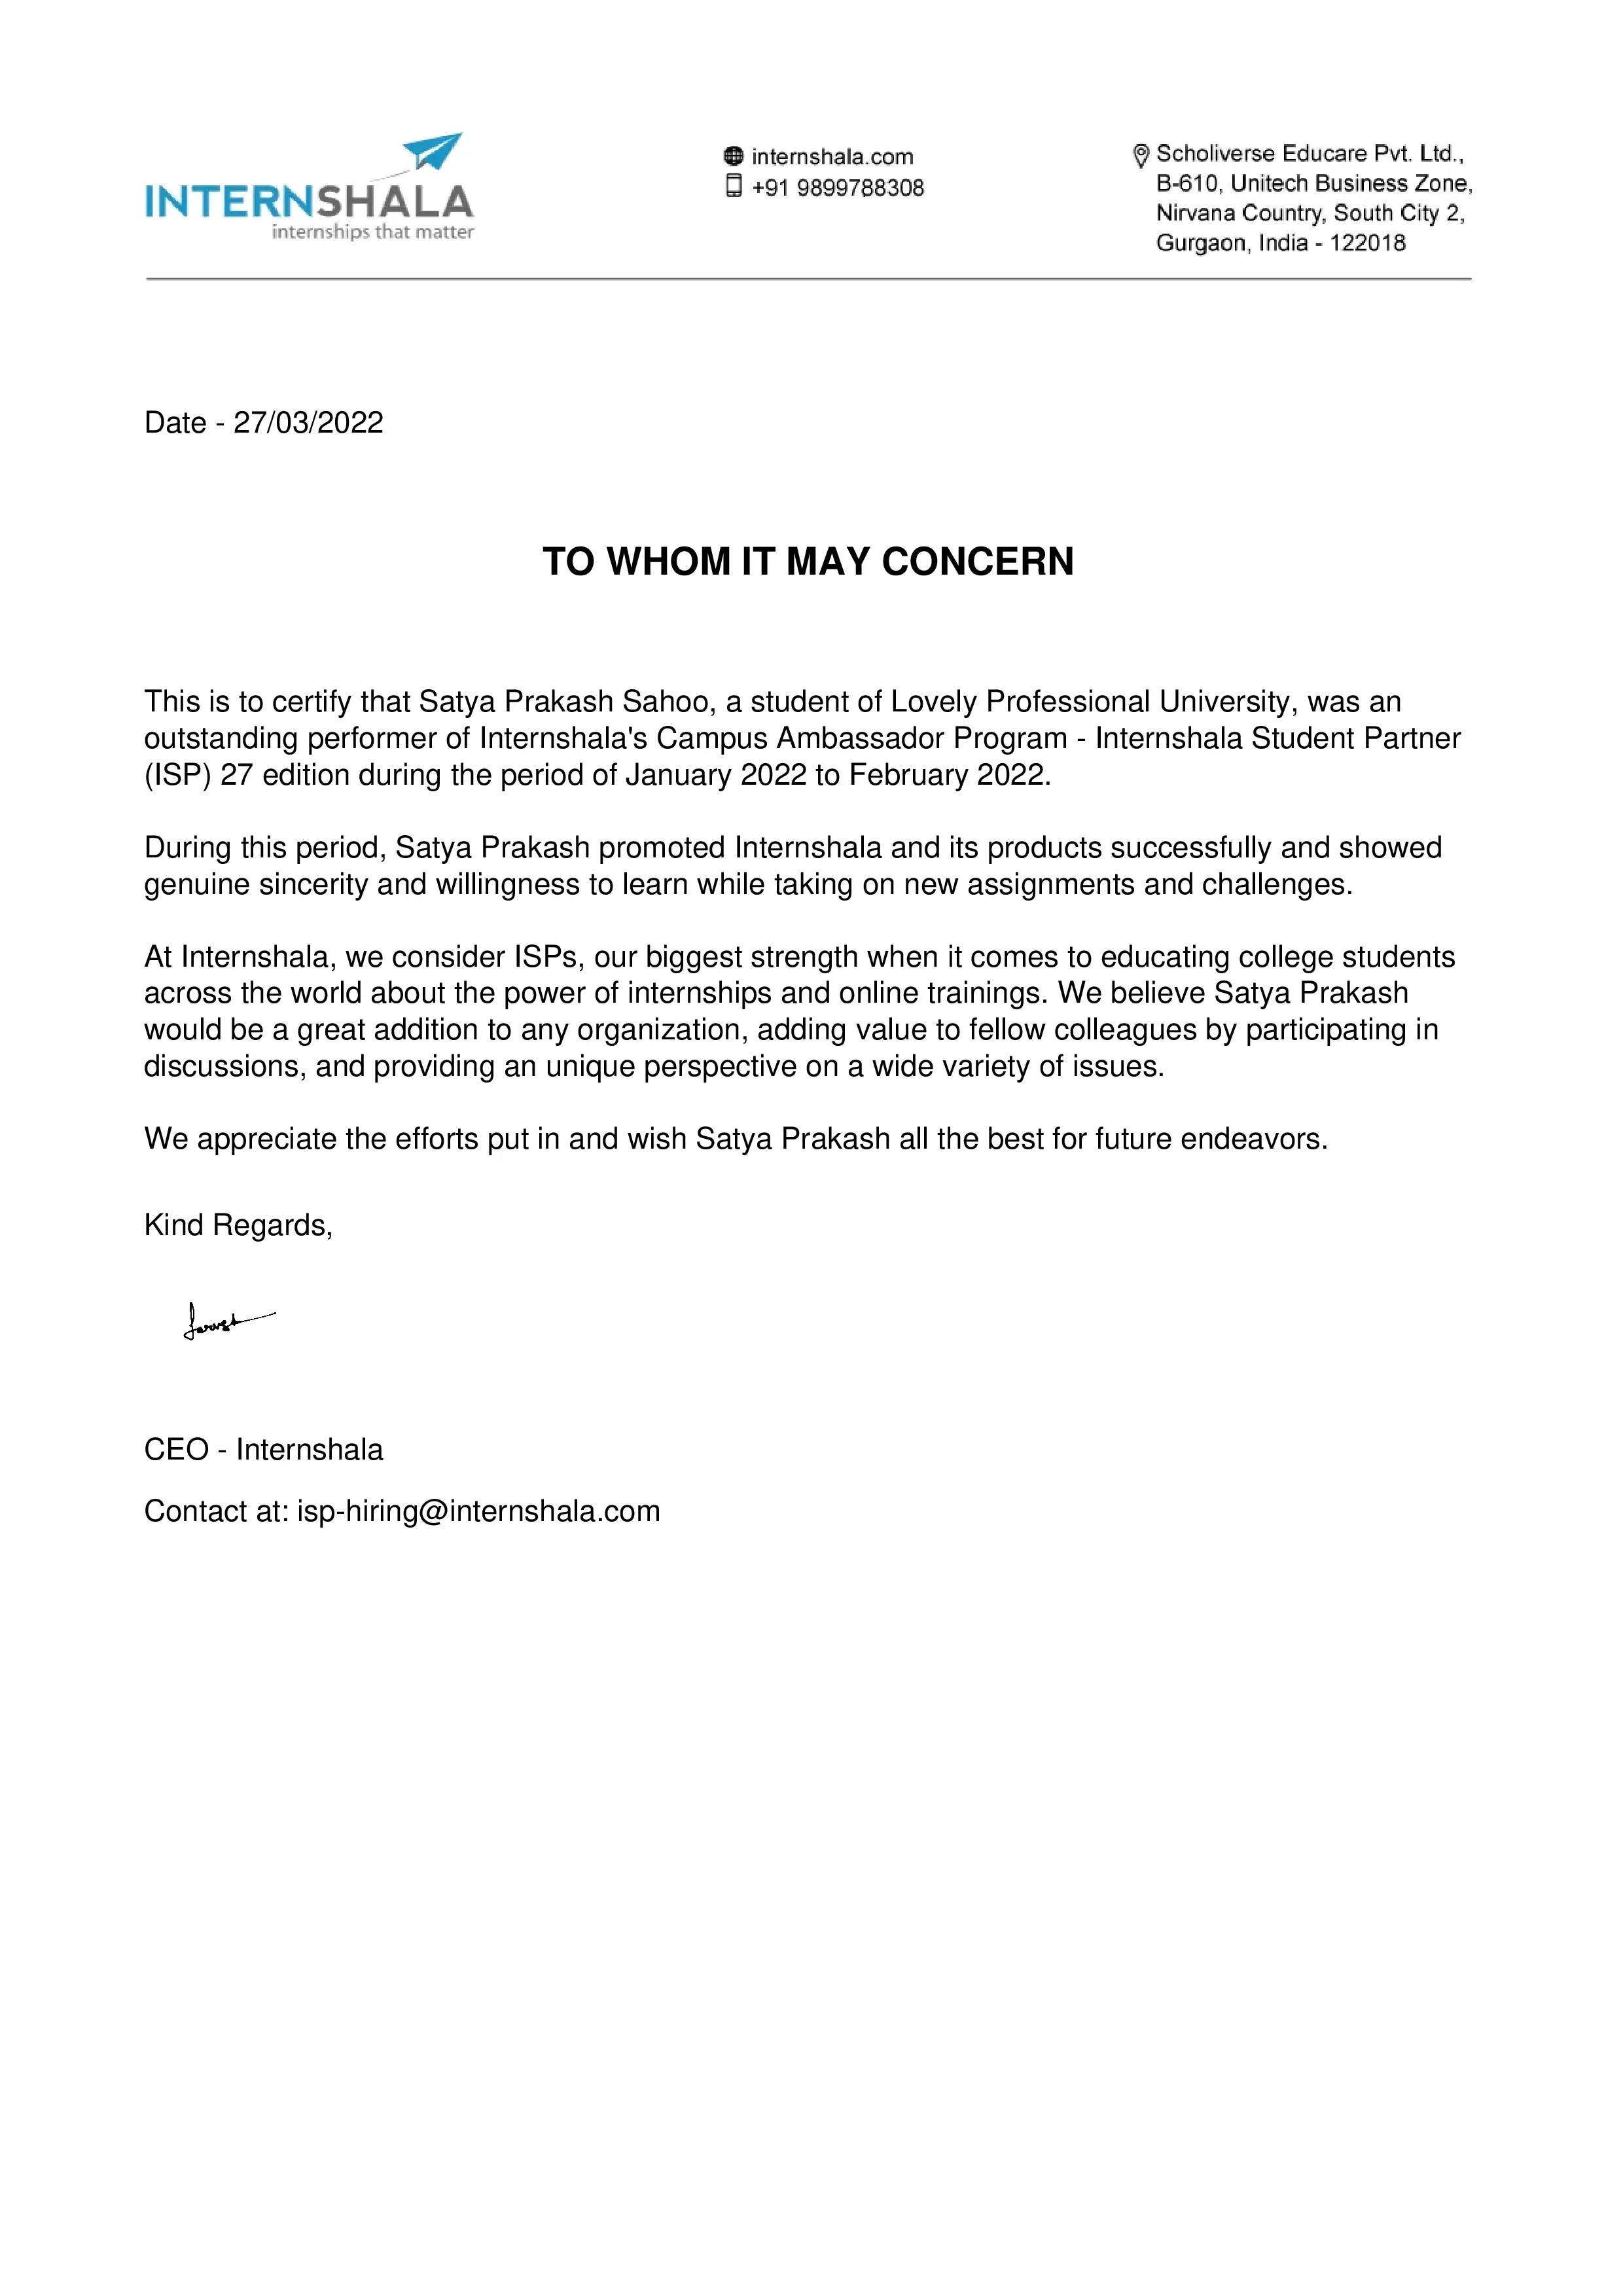 INTERNSHALA
internships that matter
internshala.com
+91 9899788308
Scholiverse Educare Pvt. Ltd.,
B-610, Unitech Business Zone,
Nirvana Country, South City 2,
Gurgaon, India - 122018
Date - 27/03/2022
TO WHOM IT MAY CONCERN
This is to certify that Satya Prakash Sahoo, a student of Lovely Professional University, was an
outstanding performer of Internshala's Campus Ambassador Program - Internshala Student Partner
(ISP) 27 edition during the period of January 2022 to February 2022.
During this period, Satya Prakash promoted Internshala and its products successfully and showed
genuine sincerity and willingness to learn while taking on new assignments and challenges.
At Internshala, we consider ISPs, our biggest strength when it comes to educating college students
across the world about the power of internships and online trainings. We believe Satya Prakash
would be a great addition to any organization, adding value to fellow colleagues by participating in
discussions, and providing an unique perspective on a wide variety of issues.
We appreciate the efforts put in and wish Satya Prakash all the best for future endeavors.
Kind Regards,
CEO - Internshala
Contact at: isp-hiring@internshala.com